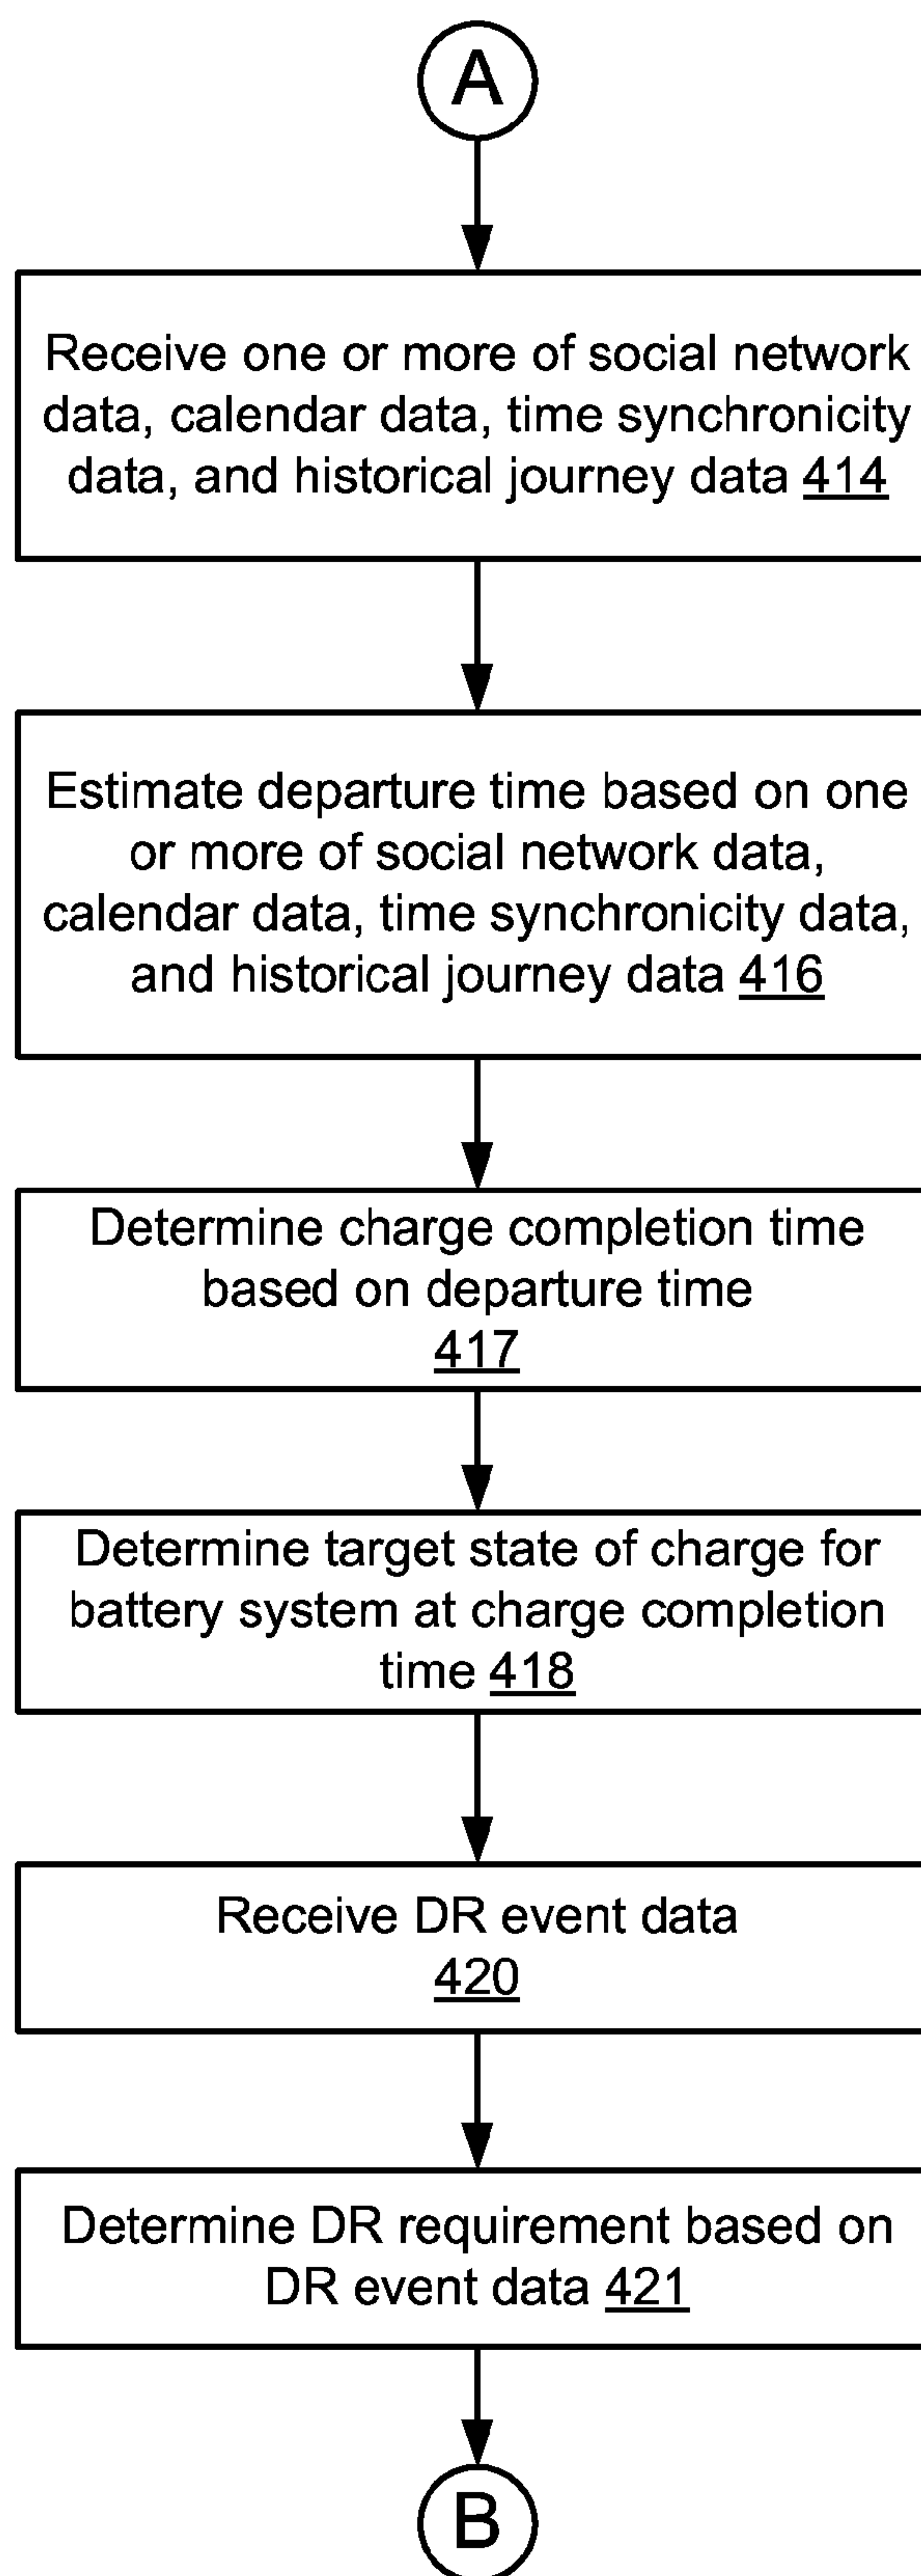 A
Receive one or more of social network
data, calendar data, time synchronicity
data, and historical journey data 414
Estimate departure time based on one
or more of social network data,
calendar data, time synchronicity data,
and historical journey data 416
Determine charge completion time
based on departure time
417
Determine target state of charge for
battery system at charge completion
time 418
Receive DR event data
420
Determine DR requirement based on
DR event data 421
B